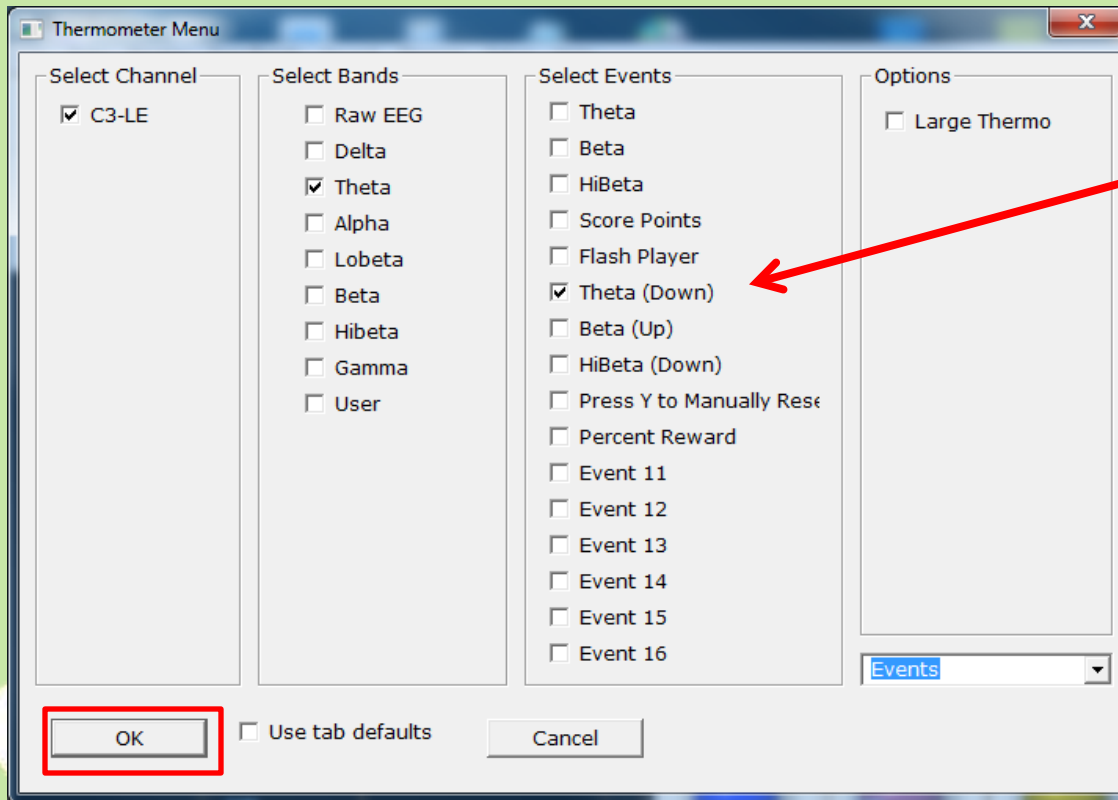 Thermometer Menu
Select Channel
C3-LE
Select Bands
Raw EEG
Delta
Theta
Alpha
Lobeta
Beta
Hibeta
Gamma
User
Select Events
Theta
Beta
HiBeta
Score Points
Flash Player
Theta (Down)
Beta (Up)
HiBeta (Down)
Press Y to Manually Rese
Percent Reward
Event 11
Event 12
Event 13
Event 14
Event 15
Event 16
Options
Large Thermo
Events
OK
Use tab defaults
Cancel